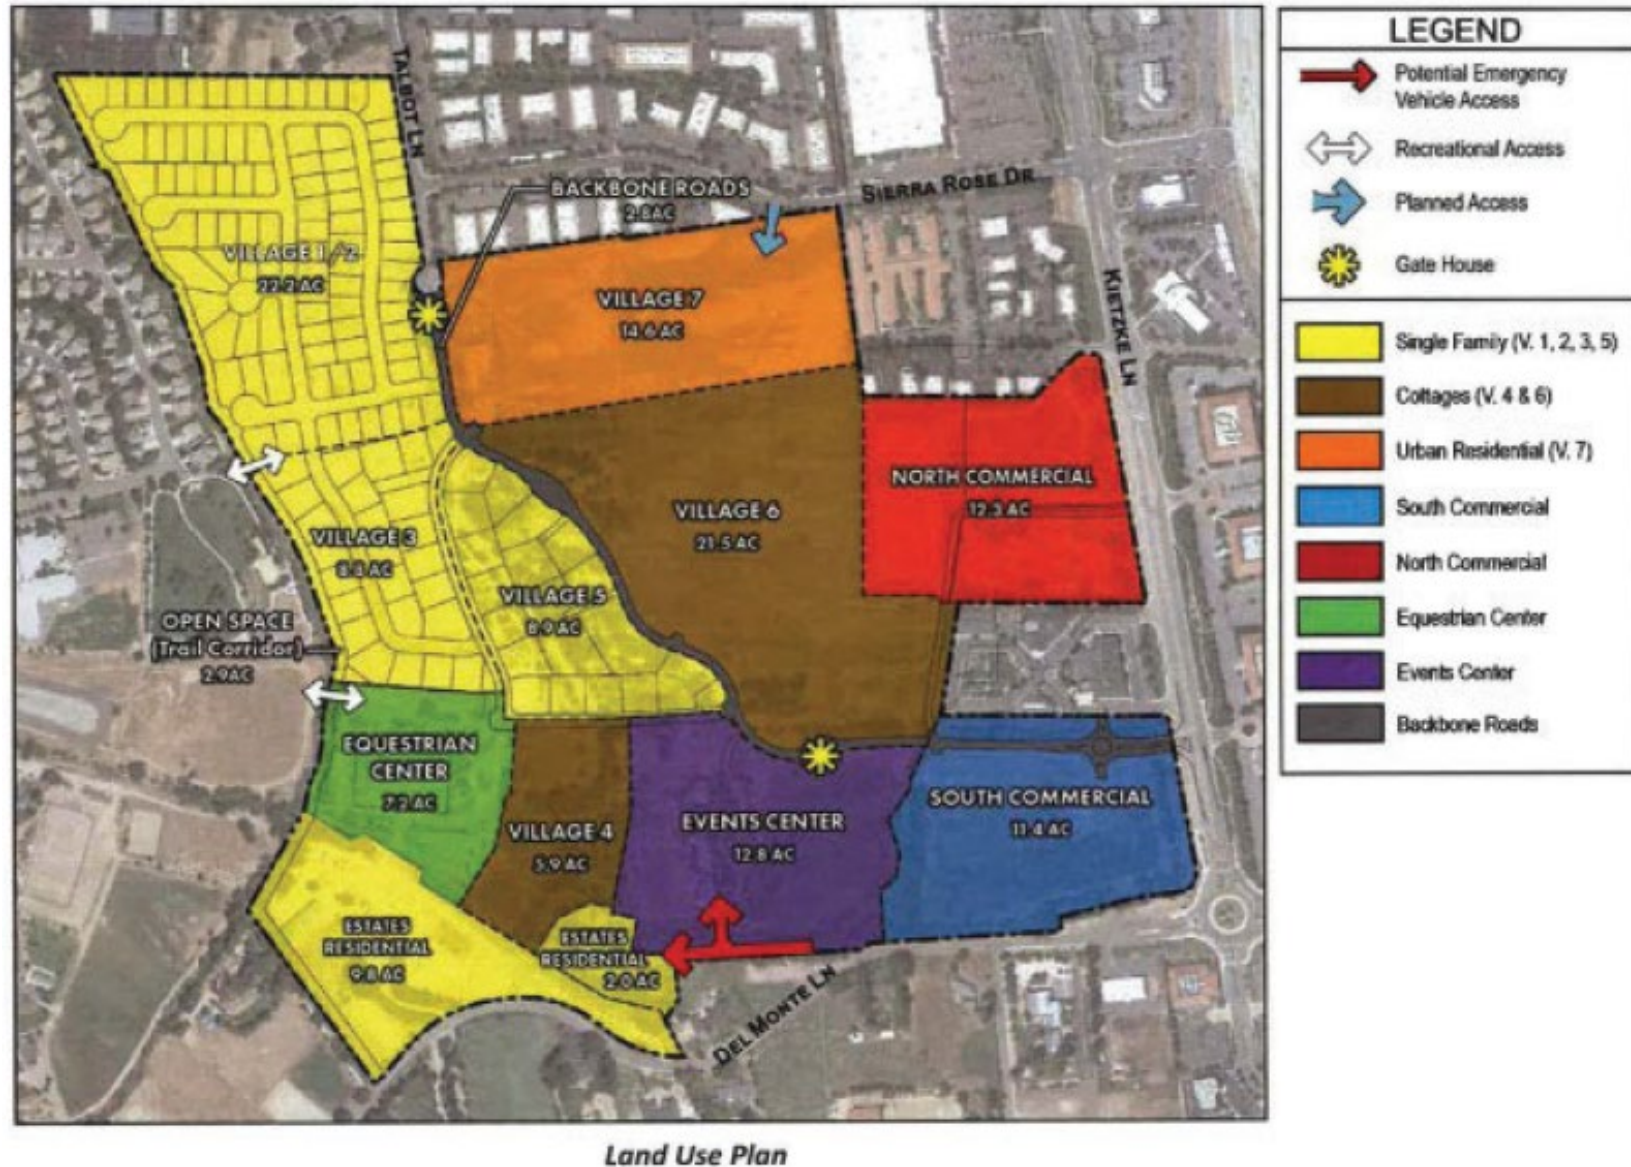 TALBOT LN
BACKBONE ROADS
2.8AC
SIERRA ROSE DR
VILLAGE 1/2
22.2 AC
VILLAGE 7
14.6 AC
KIETZKE LN
NORTH COMMERCIAL
12.3 AC
VILLAGE 6
21.5 AC
VILLAGE 3
VILLAGE 5
8.9 AC
OPEN SPACE
(Trail Corridor)
2.9AC
EQUESTRIAN
CENTER
7.2 AC
VILLAGE 4
5.9 AC
EVENTS CENTER
12.8 AC
SOUTH COMMERCIAL
11.4 AC
ESTATES
RESIDENTIAL
9.8 AC
ESTATES
RESIDENTIAL
2.0 AC
DEL MONTE LN
LEGEND
Potential Emergency
Vehicle Access
Recreational Access
Planned Access
Gate House
Single Family (V. 1, 2, 3, 5)
Cottages (V. 4 & 6)
Urban Residential (V. 7)
South Commercial
North Commercial
Equestrian Center
Events Center
Backbone Roads
Land Use Plan